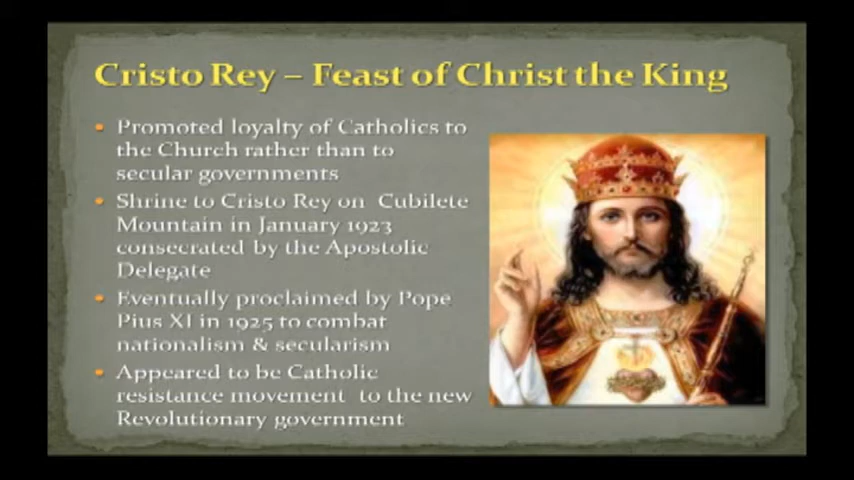 Cristo Rey – Feast of Christ the King
• Promoted loyalty of Catholics to
the Church rather than to
secular governments
• Shrine to Cristo Rey on Cubilete
Mountain in January 1923
consecrated by the Apostolic
Delegate
• Eventually proclaimed by Pope
Pius XI in 1925 to combat
nationalism & secularism
• Appeared to be Catholic
resistance movement to the new
Revolutionary government